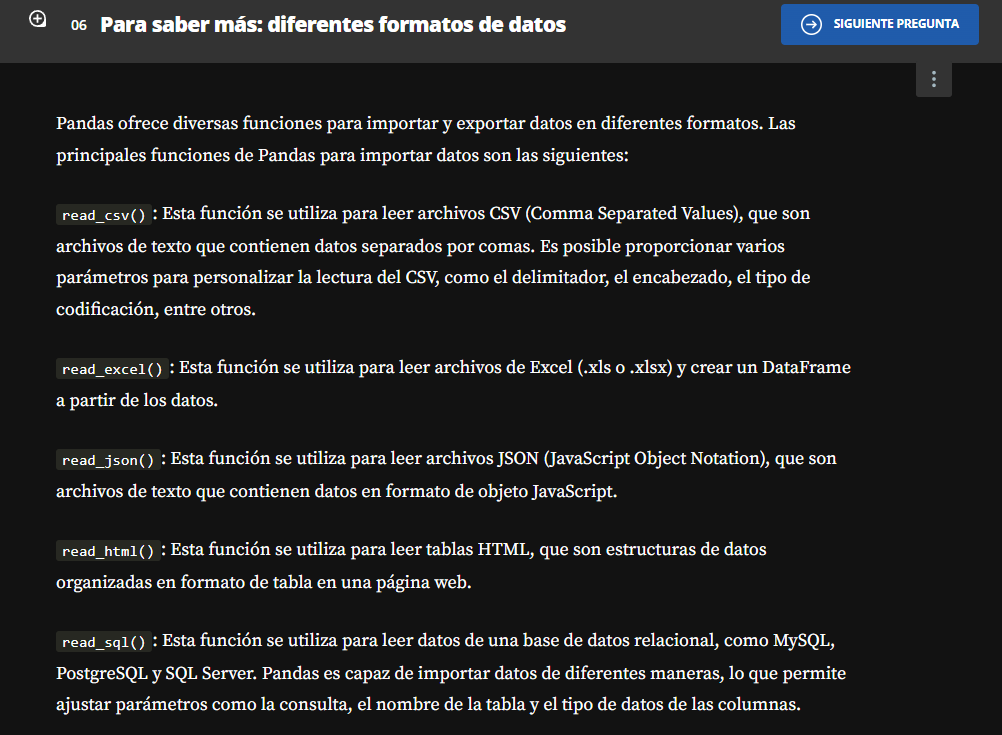 06 Para saber más: diferentes formatos de datos
SIGUIENTE PREGUNTA
Pandas ofrece diversas funciones para importar y exportar datos en diferentes formatos. Las
principales funciones de Pandas para importar datos son las siguientes:
read_csv() : Esta función se utiliza para leer archivos CSV (Comma Separated Values), que son
archivos de texto que contienen datos separados por comas. Es posible proporcionar varios
parámetros para personalizar la lectura del CSV, como el delimitador, el encabezado, el tipo de
codificación, entre otros.
read_excel() : Esta función se utiliza para leer archivos de Excel (.xls o .xlsx) y crear un DataFrame
a partir de los datos.
read_json() : Esta función se utiliza para leer archivos JSON (JavaScript Object Notation), que son
archivos de texto que contienen datos en formato de objeto JavaScript.
read_html() : Esta función se utiliza para leer tablas HTML, que son estructuras de datos
organizadas en formato de tabla en una página web.
read_sql() : Esta función se utiliza para leer datos de una base de datos relacional, como MySQL,
PostgreSQL y SQL Server. Pandas es capaz de importar datos de diferentes maneras, lo que permite
ajustar parámetros como la consulta, el nombre de la tabla y el tipo de datos de las columnas.